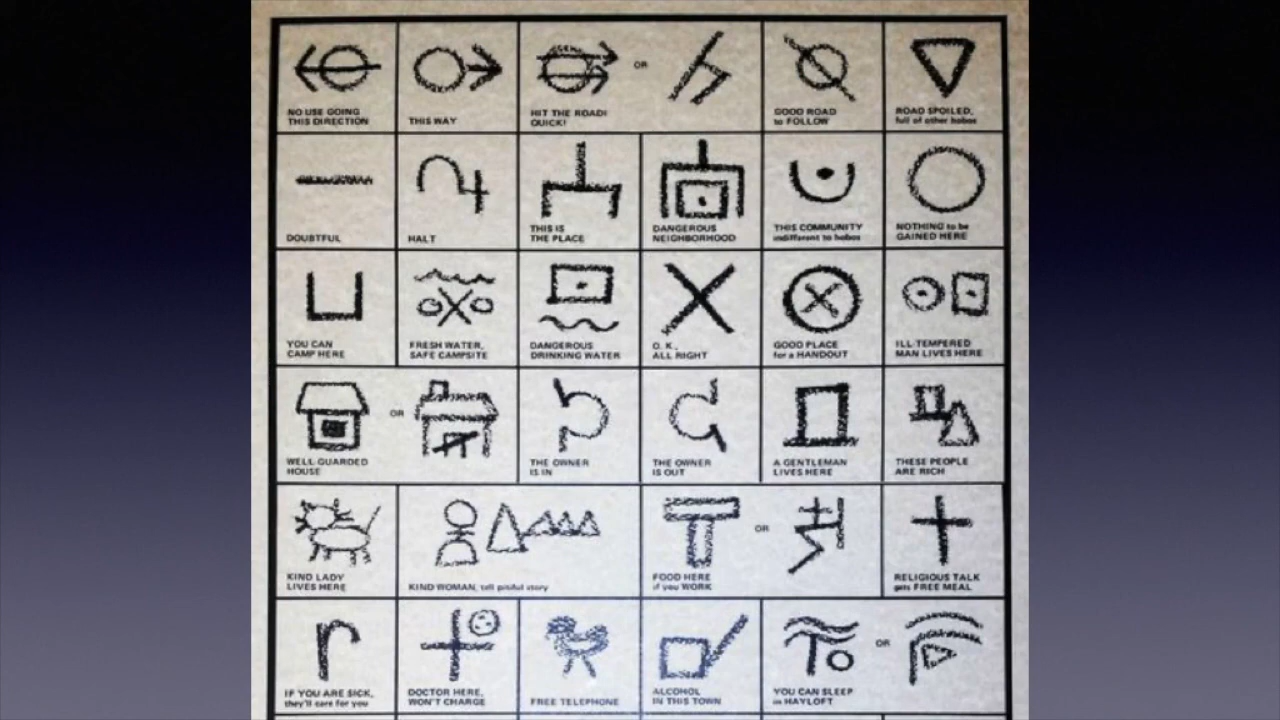 NO USE GOING
THIS DIRECTION
THIS WAY
HIT THE ROAD!
QUICK!
OR
GOOD ROAD
to FOLLOW
ROAD SPOILED,
full of other hobos
DOUBTFUL
HALT
THIS IS
THE PLACE
DANGEROUS
NEIGHBORHOOD
THIS COMMUNITY
indifferent to hobos
NOTHING to be
GAINED HERE
YOU CAN
CAMP HERE
FRESH WATER,
SAFE CAMPSITE
DANGEROUS
DRINKING WATER
O. K.,
ALL RIGHT
GOOD PLACE
for a HANDOUT
ILL-TEMPERED
MAN LIVES HERE
WELL-GUARDED
HOUSE
OR
THE OWNER
IS IN
THE OWNER
IS OUT
A GENTLEMAN
LIVES HERE
THESE PEOPLE
ARE RICH
KIND LADY
LIVES HERE
KIND WOMAN, tell pitiful story
FOOD HERE
if you WORK
OR
RELIGIOUS TALK
gets FREE MEAL
IF YOU ARE SICK,
they'll care for you
DOCTOR HERE,
WON'T CHARGE
FREE TELEPHONE
ALCOHOL
IN THIS TOWN
YOU CAN SLEEP
in HAYLOFT
OR